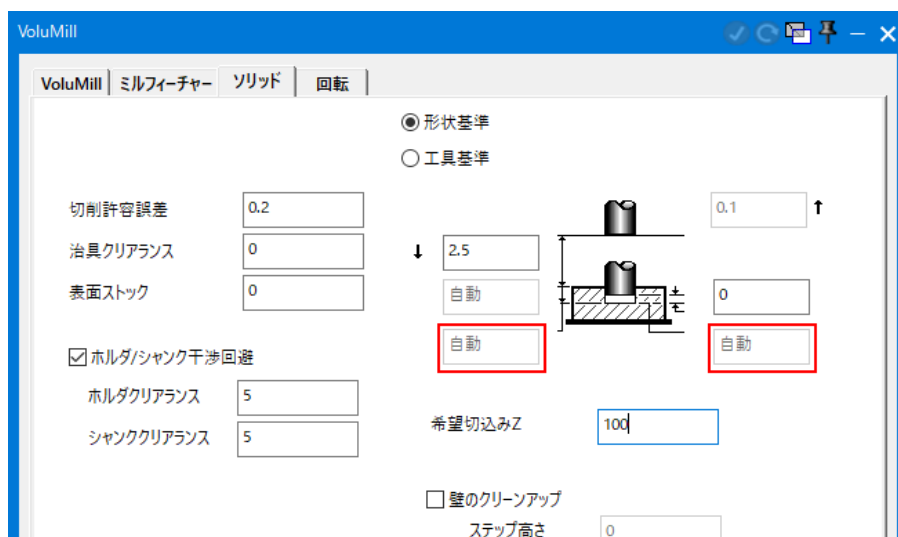 VoluMill
VoluMill ミルフィーチャー ソリッド 回転
形状基準
工具基準
切削許容誤差 0.2 0.1
治具クリアランス 0 2.5
表面ストック 0 自動 0
自動 自動
ホルダ/シャンク干渉回避
ホルダクリアランス 5
希望切込みZ 100
シャンククリアランス 5
壁のクリーンアップ
ステップ高さ 0